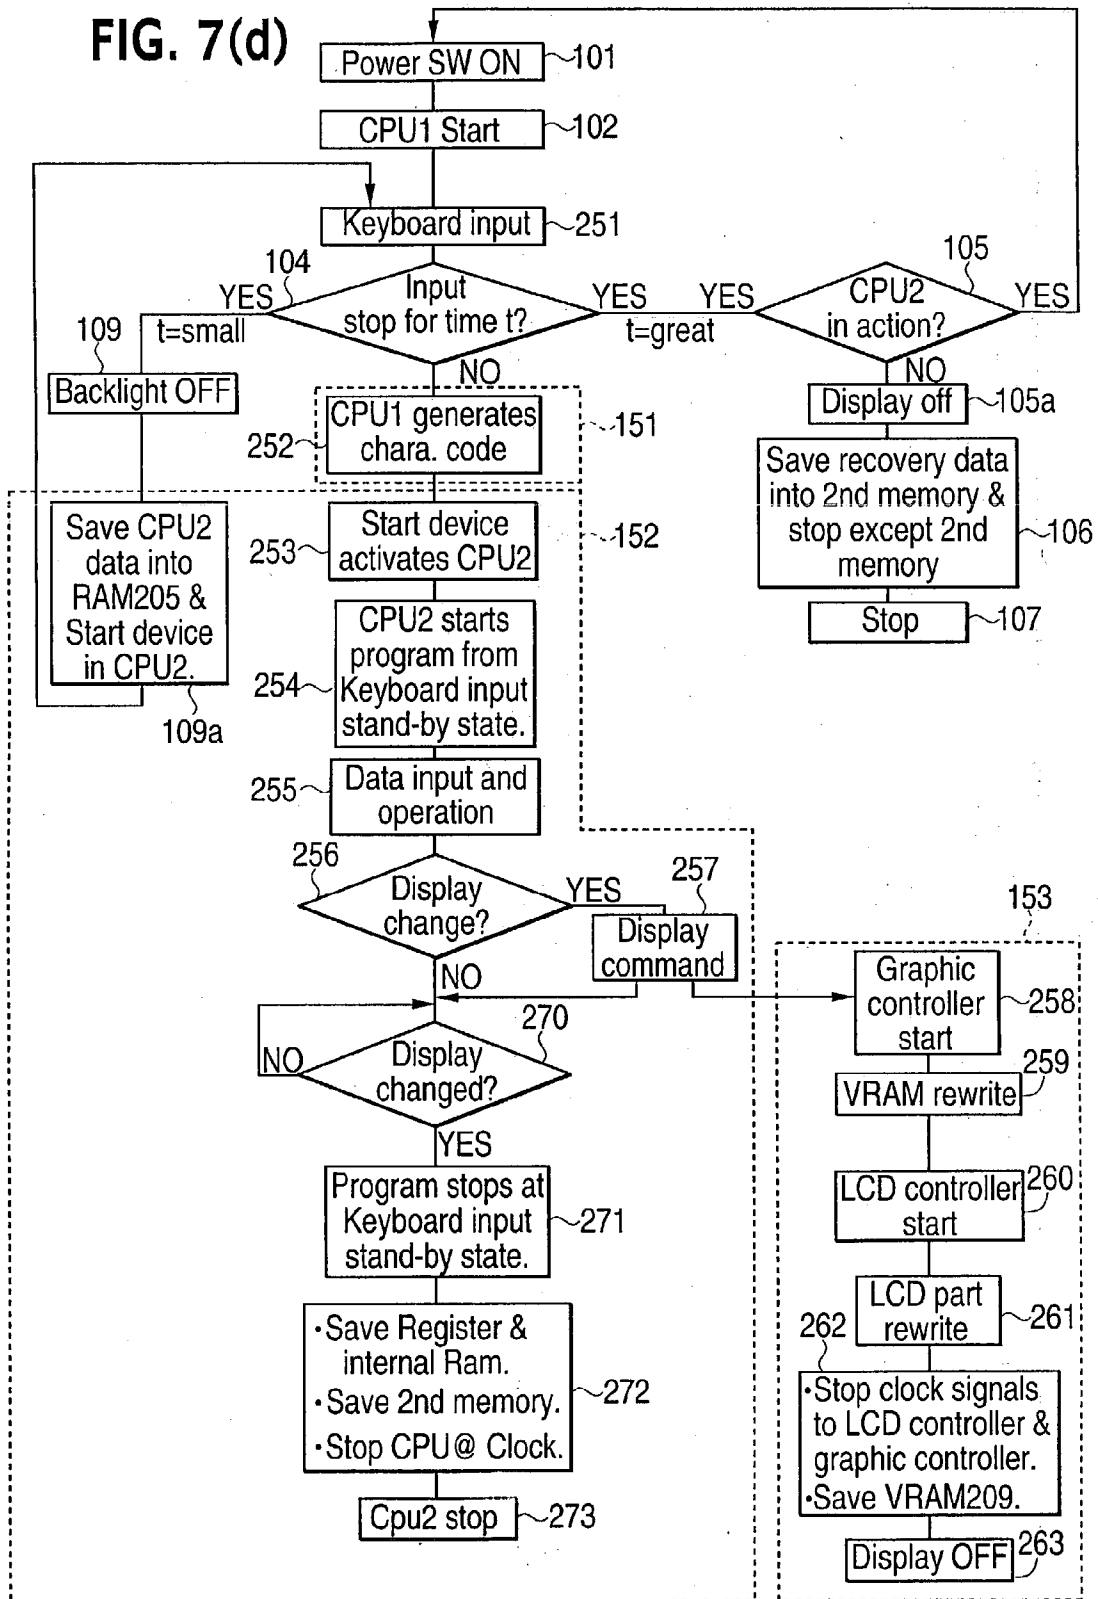 FIG. 7(d)
Power SW ON
101
CPU1 Start
102
Keyboard input
251
104
Input
stop for time t?
YES
t=small
YES
t=great
YES
105
CPU2
in action?
YES
NO
NO
109
Backlight OFF
Display off
105a
252
CPU1 generates
chara. code
151
Save recovery data
into 2nd memory &
stop except 2nd
memory
106
Stop
107
Save CPU2
data into
RAM205 &
Start device
in CPU2.
109a
253
Start device
activates CPU2
152
254
CPU2 starts
program from
Keyboard input
stand-by state.
255
Data input and
operation
256
Display
change?
YES
257
Display
command
NO
270
Display
changed?
NO
YES
Program stops at
Keyboard input
stand-by state.
271
•Save Register &
internal Ram.
•Save 2nd memory.
•Stop CPU@ Clock.
272
Cpu2 stop
273
153
Graphic
controller
start
258
259
VRAM rewrite
LCD controller
start
260
LCD part
rewrite
261
262
•Stop clock signals
to LCD controller &
graphic controller.
•Save VRAM209.
Display OFF
263